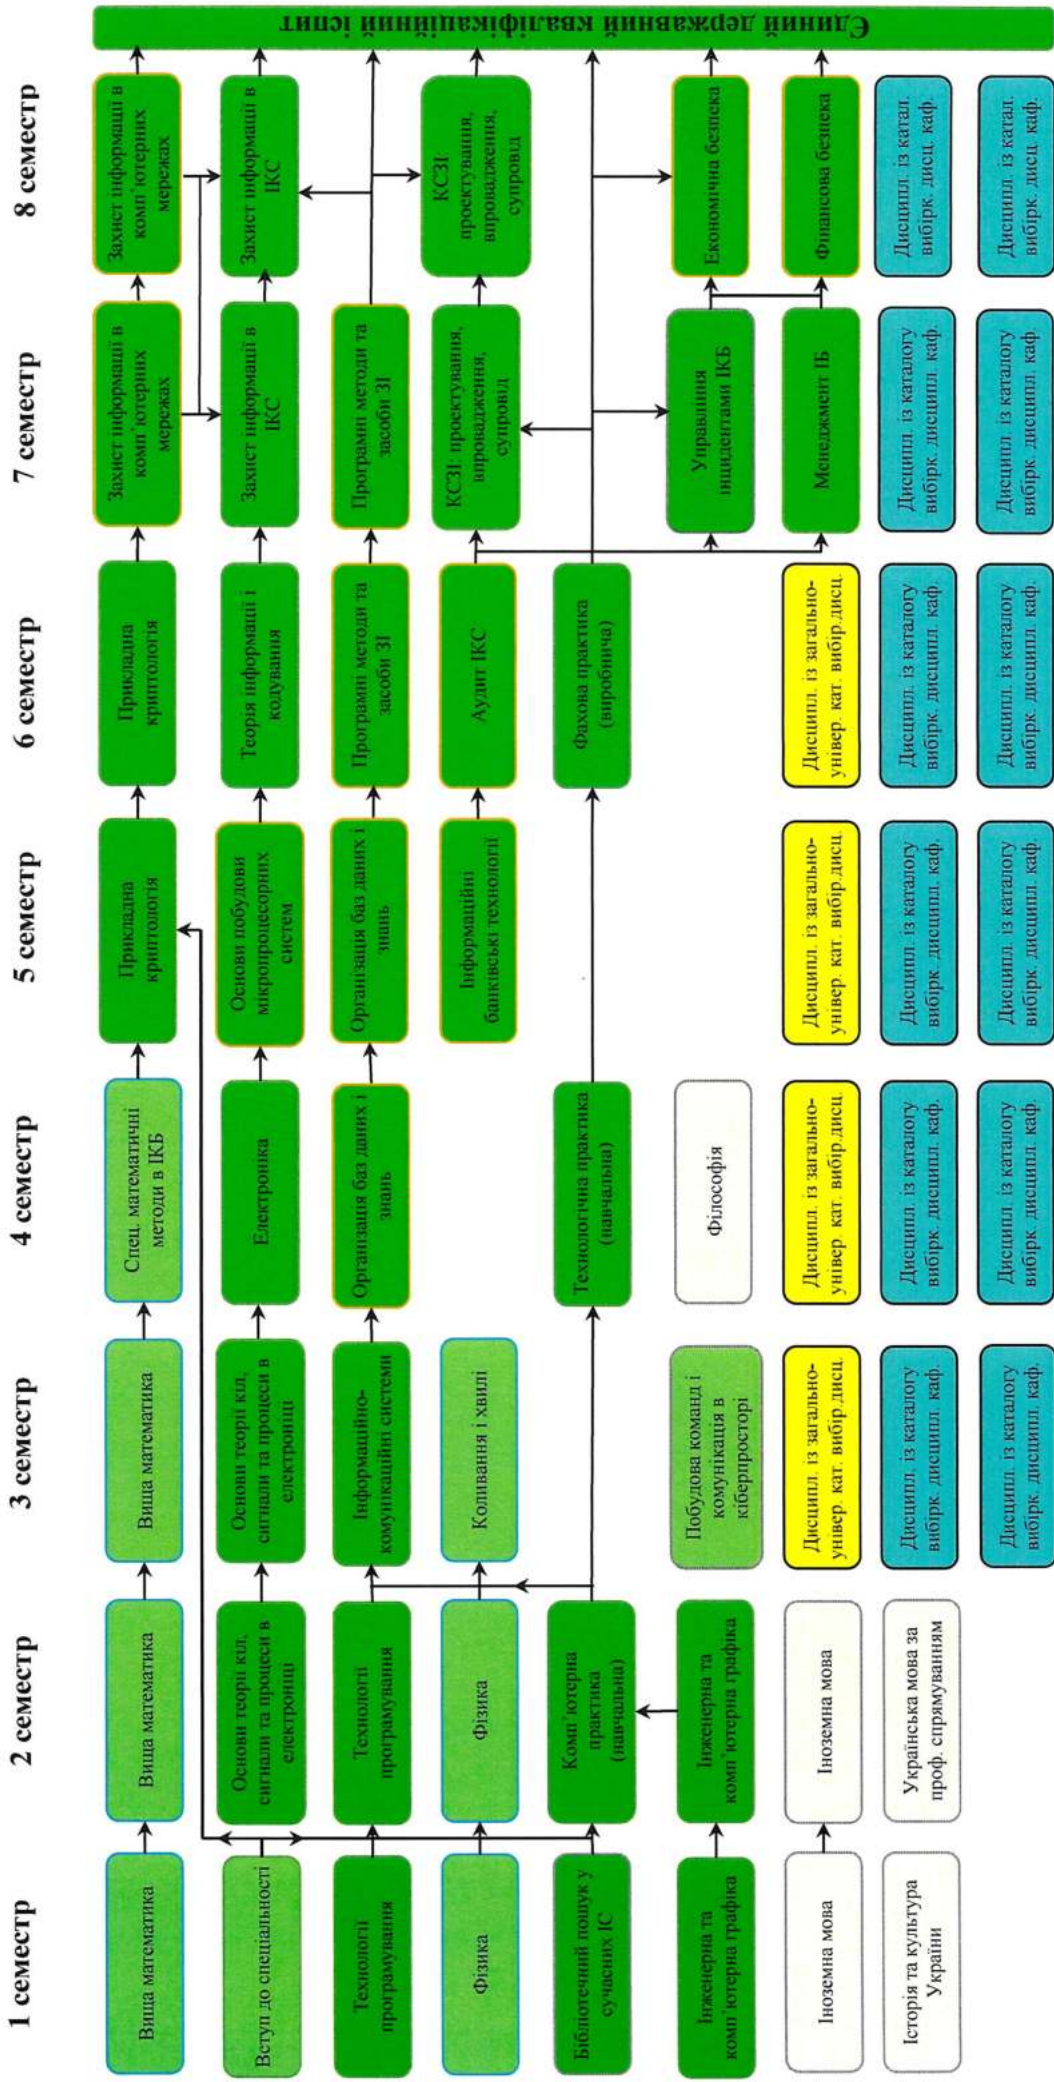 1 семестр
Вища математика
Вступ до спеціальності
Технології
програмування
Фізика
Бібліотечний пошук у
сучасних ІС
Інженерна та
комп'ютерна графіка
Іноземна мова
Історія та культура
України
2 семестр
Вища математика
Основи теорії кіл,
сигнали та процеси в
електроніці
Технології
програмування
Фізика
Комп'ютерна
практика
(навчальна)
Інженерна та
комп'ютерна графіка
Іноземна мова
Українська мова за
проф. спрямуванням
3 семестр
Вища математика
Основи теорії кіл,
сигнали та процеси в
електроніці
Інформаційно-
комунікаційні системи
Коливання і хвилі
Побудова команд і
комунікація в
кіберпросторі
Дисципл. із загально-
універ. кат. вибір.дисц.
Дисципл. із каталогу
вибірк. дисципл. каф.
Дисципл. із каталогу
вибірк. дисципл. каф.
4 семестр
Спец. математичні
методи в ІКБ
Електроніка
Організація баз даних і
знань
Технологічна практика
(навчальна)
Філософія
Дисципл. із загально-
універ. кат. вибір.дисц.
Дисципл. із каталогу
вибірк. дисципл. каф.
Дисципл. із каталогу
вибірк. дисципл. каф.
5 семестр
Прикладна
криптологія
Основи побудови
мікропроцесорних
систем
Організація баз даних і
знань
Інформаційні
банківські технології
Дисципл. із загально-
універ. кат. вибір.дисц.
Дисципл. із каталогу
вибірк. дисципл. каф.
Дисципл. із каталогу
вибірк. дисципл. каф.
6 семестр
Прикладна
криптологія
Теорія інформації і
кодування
Програмні методи та
засоби ЗІ
Аудит ІКС
Фахова практика
(виробнича)
Дисципл. із загально-
універ. кат. вибір.дисц.
Дисципл. із каталогу
вибірк. дисципл. каф.
Дисципл. із каталогу
вибірк. дисципл. каф.
7 семестр
Захист інформації в
комп'ютерних
мережах
Захист інформації в
ІКС
Програмні методи та
засоби ЗІ
КСЗІ: проектування,
впровадження,
супровід
Управління
інцидентами ІКБ
Менеджмент ІБ
Дисципл. із каталогу
вибірк. дисципл. каф.
Дисципл. із каталогу
вибірк. дисципл. каф.
8 семестр
Захист інформації в
комп'ютерних
мережах
Захист інформації в
ІКС
КСЗІ
проектування,
впровадження,
супровід
Економічна безпека
Фінансова безпека
Дисципл. із катал.
вибірк. дисц. каф.
Дисципл. із катал.
вибірк. дисц. каф.
Єдиний державний кваліфікаційний іспит